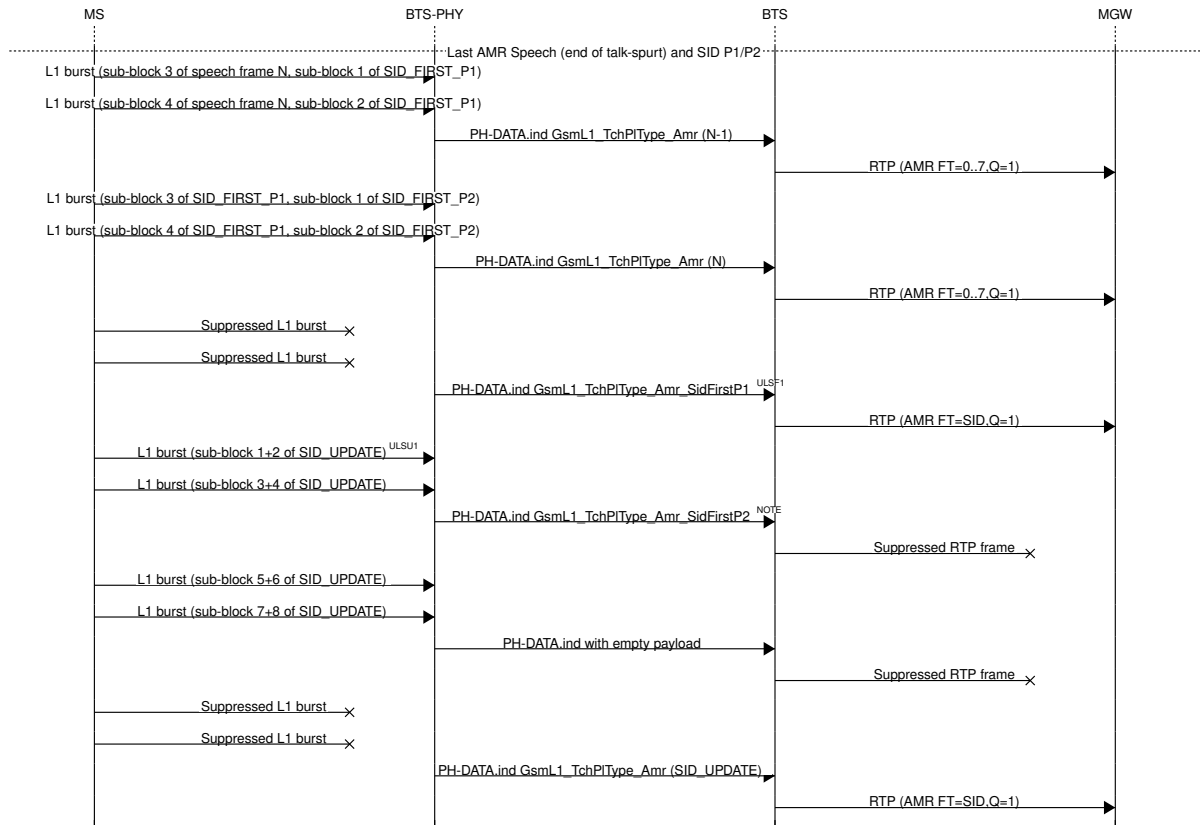 MS BTS-PHY BTS MGW
Last AMR Speech (end of talk-spurt) and SID P1/P2
L1 burst (sub-block 3 of speech frame N, sub-block 1 of SID_FIRST_P1)
L1 burst (sub-block 4 of speech frame N, sub-block 2 of SID_FIRST_P1)
PH-DATA.ind GsmL1_TchPlType_Amr (N-1)
RTP (AMR FT=0..7,Q=1)
L1 burst (sub-block 3 of SID_FIRST_P1, sub-block 1 of SID_FIRST_P2)
L1 burst (sub-block 4 of SID_FIRST_P1, sub-block 2 of SID_FIRST_P2)
PH-DATA.ind GsmL1_TchPlType_Amr (N)
RTP (AMR FT=0..7,Q=1)
Suppressed L1 burst
Suppressed L1 burst
PH-DATA.ind GsmL1_TchPlType_Amr_SidFirstP1 ULSF1
RTP (AMR FT=SID,Q=1)
L1 burst (sub-block 1+2 of SID_UPDATE) ULSU1
L1 burst (sub-block 3+4 of SID_UPDATE)
PH-DATA.ind GsmL1_TchPlType_Amr_SidFirstP2 NOTE
Suppressed RTP frame
L1 burst (sub-block 5+6 of SID_UPDATE)
L1 burst (sub-block 7+8 of SID_UPDATE)
PH-DATA.ind with empty payload
Suppressed RTP frame
Suppressed L1 burst
Suppressed L1 burst
PH-DATA.ind GsmL1_TchPlType_Amr (SID_UPDATE)
RTP (AMR FT=SID,Q=1)